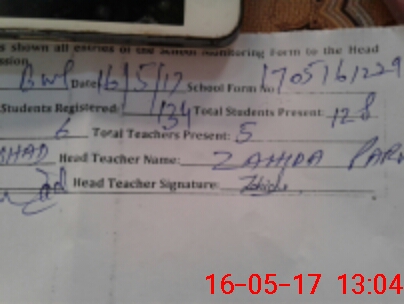 s shown all entries of the School Monitoring Form to the Head
ssion
Bwl Date 16/5/17 School Form No 1705161229
Students Registered: 134 Total Students Present: 128
6 Total Teachers Present: 5
SHAD Head Teacher Name: ZAHIDA PAR
Head Teacher Signature:
16-05-17 13:04